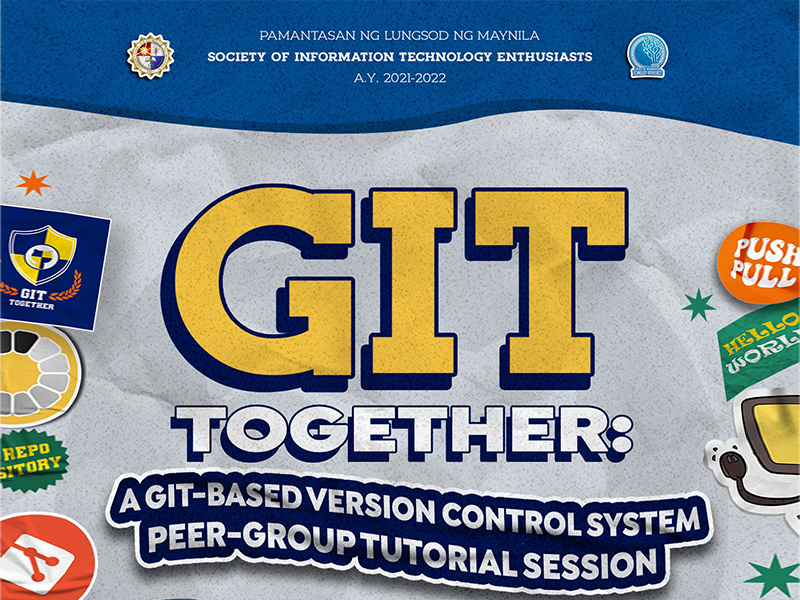 PAMANTASAN NG LUNGSOD NG MAYNILA
SOCIETY OF INFORMATION TECHNOLOGY ENTHUSIASTS
A.Y. 2021-2022
GIT
TOGETHER:
A GIT-BASED VERSION CONTROL SYSTEM
PEER-GROUP TUTORIAL SESSION
GIT
TOGETHER
REPO
SITORY
PUSH
PULL
HELLO
WORL